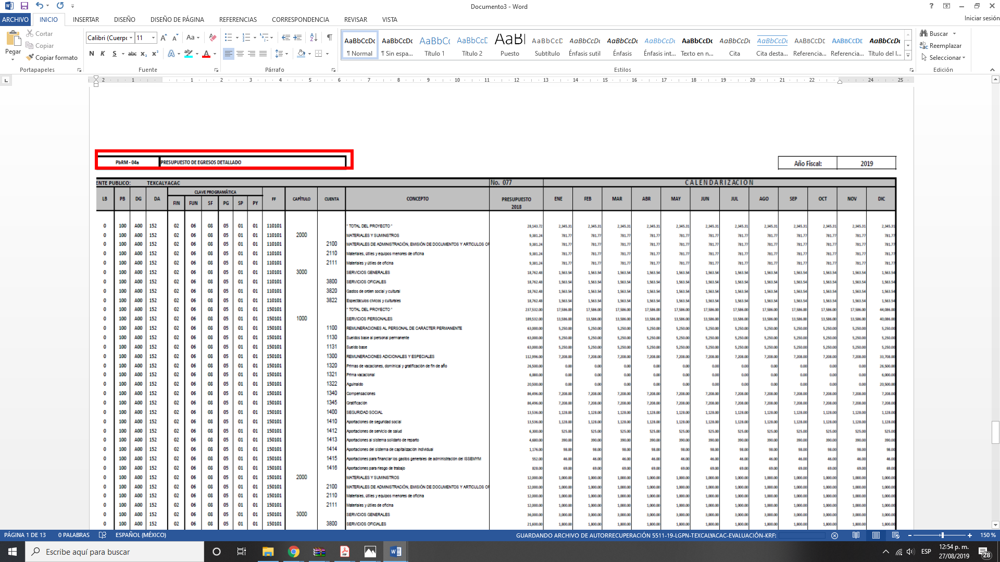 Documento3 - Word
ARCHIVO INICIO INSERTAR DISEÑO DISEÑO DE PÁGINA REFERENCIAS CORRESPONDENCIA REVISAR VISTA Iniciar sesión
Pegar Cortar Copiar Copiar formato
Calibri (Cuerpo 11
N K S abc x₂ x²
AaBbCcDc AaBbCcDc AaBbCc AaBbCcC AaBl AaBbCcC AaBbCcDc AaBbCcDc AaBbCcDc AaBbCcDc AaBbCcDc AaBbCcDc AABBCCDC AABBCCDC AaBbCcDc
¶ Normal ¶ Sin espa... Título 1 Título 2 Puesto Subtítulo Énfasis sutil Énfasis Énfasis int... Texto en n... Cita Cita desta... Referencia... Referencia... Título del l...
Buscar Reemplazar Seleccionar
Portapapeles Fuente Párrafo Estilos Edición
2 1 1 2 3 4 5 6 7 8 9 10 11 12 13 14 15 16 17 18 19 20 21 22 24 25
PbRM - 04a PRESUPUESTO DE EGRESOS DETALLADO Año Fiscal: 2019
ENTE PUBLICO: TEXCALYACAC No. 077 CALENDARIZACION
LB PB DG DA CLAVE PROGRAMÁTICA FF CAPÍTULO CUENTA CONCEPTO PRESUPUESTO 2018 ENE FEB MAR ABR MAY JUN JUL AGO SEP OCT NOV DIC
FIN FUN SF PG SP PY
0 100 A00 152 02 06 08 05 01 01 110101 " TOTAL DEL PROYECTO " 28,143.72 2,345.31 2,345.31 2,345.31 2,345.31 2,345.31 2,345.31 2,345.31 2,345.31 2,345.31 2,345.31 2,345.31 2,345.31
0 100 A00 152 02 06 08 05 01 01 110101 2000 MATERIALES Y SUMINISTROS 9,381.24 781.77 781.77 781.77 781.77 781.77 781.77 781.77 781.77 781.77 781.77 781.77 781.77
0 100 A00 152 02 06 08 05 01 01 110101 2100 MATERIALES DE ADMINISTRACIÓN, EMISIÓN DE DOCUMENTOS Y ARTICULOS OF 9,381.24 781.77 781.77 781.77 781.77 781.77 781.77 781.77 781.77 781.77 781.77 781.77 781.77
0 100 A00 152 02 06 08 05 01 01 110101 2110 Materiales, útiles y equipos menores de oficina 9,381.24 781.77 781.77 781.77 781.77 781.77 781.77 781.77 781.77 781.77 781.77 781.77 781.77
0 100 A00 152 02 06 08 05 01 01 110101 2111 Materiales y útiles de oficina 9,381.24 781.77 781.77 781.77 781.77 781.77 781.77 781.77 781.77 781.77 781.77 781.77 781.77
0 100 A00 152 02 06 08 05 01 01 110101 3000 SERVICIOS GENERALES 18,762.48 1,563.54 1,563.54 1,563.54 1,563.54 1,563.54 1,563.54 1,563.54 1,563.54 1,563.54 1,563.54 1,563.54 1,563.54
0 100 A00 152 02 06 08 05 01 01 110101 3800 SERVICIOS OFICIALES 18,762.48 1,563.54 1,563.54 1,563.54 1,563.54 1,563.54 1,563.54 1,563.54 1,563.54 1,563.54 1,563.54 1,563.54 1,563.54
0 100 A00 152 02 06 08 05 01 01 110101 3820 Gastos de orden social y cultural 18,762.48 1,563.54 1,563.54 1,563.54 1,563.54 1,563.54 1,563.54 1,563.54 1,563.54 1,563.54 1,563.54 1,563.54 1,563.54
0 100 A00 152 02 06 08 05 01 01 110101 3822 Espectáculos cívicos y culturales 18,762.48 1,563.54 1,563.54 1,563.54 1,563.54 1,563.54 1,563.54 1,563.54 1,563.54 1,563.54 1,563.54 1,563.54 1,563.54
0 100 A00 152 02 06 08 05 01 01 150101 " TOTAL DEL PROYECTO " 237,532.00 17,586.00 17,586.00 17,586.00 17,586.00 17,586.00 17,586.00 17,586.00 17,586.00 17,586.00 17,586.00 17,586.00 44,086.00
0 100 A00 152 02 06 08 05 01 01 150101 1000 SERVICIOS PERSONALES 189,532.00 13,586.00 13,586.00 13,586.00 13,586.00 13,586.00 13,586.00 13,586.00 13,586.00 13,586.00 13,586.00 13,586.00 40,086.00
0 100 A00 152 02 06 08 05 01 01 150101 1100 REMUNERACIONES AL PERSONAL DE CARÁCTER PERMANENTE 63,000.00 5,250.00 5,250.00 5,250.00 5,250.00 5,250.00 5,250.00 5,250.00 5,250.00 5,250.00 5,250.00 5,250.00 5,250.00
0 100 A00 152 02 06 08 05 01 01 150101 1130 Sueldos base al personal permanente 63,000.00 5,250.00 5,250.00 5,250.00 5,250.00 5,250.00 5,250.00 5,250.00 5,250.00 5,250.00 5,250.00 5,250.00 5,250.00
0 100 A00 152 02 06 08 05 01 01 150101 1131 Sueldo base 63,000.00 5,250.00 5,250.00 5,250.00 5,250.00 5,250.00 5,250.00 5,250.00 5,250.00 5,250.00 5,250.00 5,250.00 5,250.00
0 100 A00 152 02 06 08 05 01 01 150101 1300 REMUNERACIONES ADICIONALES Y ESPECIALES 112,996.00 7,208.00 7,208.00 7,208.00 7,208.00 7,208.00 7,208.00 7,208.00 7,208.00 7,208.00 7,208.00 7,208.00 33,708.00
0 100 A00 152 02 06 08 05 01 01 150101 1320 Primas de vacaciones, dominical y gratificación de fin de año 26,500.00 0.00 0.00 0.00 0.00 0.00 0.00 0.00 0.00 0.00 0.00 0.00 26,500.00
0 100 A00 152 02 06 08 05 01 01 150101 1321 Prima vacacional 6,000.00 0.00 0.00 0.00 0.00 0.00 0.00 0.00 0.00 0.00 0.00 0.00 6,000.00
0 100 A00 152 02 06 08 05 01 01 150101 1322 Aguinaldo 20,500.00 0.00 0.00 0.00 0.00 0.00 0.00 0.00 0.00 0.00 0.00 0.00 20,500.00
0 100 A00 152 02 06 08 05 01 01 150101 1340 Compensaciones 86,496.00 7,208.00 7,208.00 7,208.00 7,208.00 7,208.00 7,208.00 7,208.00 7,208.00 7,208.00 7,208.00 7,208.00 7,208.00
0 100 A00 152 02 06 08 05 01 01 150101 1345 Gratificación 86,496.00 7,208.00 7,208.00 7,208.00 7,208.00 7,208.00 7,208.00 7,208.00 7,208.00 7,208.00 7,208.00 7,208.00 7,208.00
0 100 A00 152 02 06 08 05 01 01 150101 1400 SEGURIDAD SOCIAL 13,536.00 1,128.00 1,128.00 1,128.00 1,128.00 1,128.00 1,128.00 1,128.00 1,128.00 1,128.00 1,128.00 1,128.00 1,128.00
0 100 A00 152 02 06 08 05 01 01 150101 1410 Aportaciones de seguridad social 13,536.00 1,128.00 1,128.00 1,128.00 1,128.00 1,128.00 1,128.00 1,128.00 1,128.00 1,128.00 1,128.00 1,128.00 1,128.00
0 100 A00 152 02 06 08 05 01 01 150101 1412 Aportaciones de servicio de salud 6,300.00 525.00 525.00 525.00 525.00 525.00 525.00 525.00 525.00 525.00 525.00 525.00 525.00
0 100 A00 152 02 06 08 05 01 01 150101 1413 Aportaciones al sistema solidario de reparto 4,680.00 390.00 390.00 390.00 390.00 390.00 390.00 390.00 390.00 390.00 390.00 390.00 390.00
0 100 A00 152 02 06 08 05 01 01 150101 1414 Aportaciones del sistema de capitalización individual 1,176.00 98.00 98.00 98.00 98.00 98.00 98.00 98.00 98.00 98.00 98.00 98.00 98.00
0 100 A00 152 02 06 08 05 01 01 150101 1415 Aportaciones para financiar los gastos generales de administración del ISSEMYM 552.00 46.00 46.00 46.00 46.00 46.00 46.00 46.00 46.00 46.00 46.00 46.00 46.00
0 100 A00 152 02 06 08 05 01 01 150101 1416 Aportaciones para riesgo de trabajo 828.00 69.00 69.00 69.00 69.00 69.00 69.00 69.00 69.00 69.00 69.00 69.00 69.00
0 100 A00 152 02 06 08 05 01 01 150101 2000 MATERIALES Y SUMINISTROS 12,000.00 1,000.00 1,000.00 1,000.00 1,000.00 1,000.00 1,000.00 1,000.00 1,000.00 1,000.00 1,000.00 1,000.00 1,000.00
0 100 A00 152 02 06 08 05 01 01 150101 2100 MATERIALES DE ADMINISTRACIÓN, EMISIÓN DE DOCUMENTOS Y ARTICULOS OF 12,000.00 1,000.00 1,000.00 1,000.00 1,000.00 1,000.00 1,000.00 1,000.00 1,000.00 1,000.00 1,000.00 1,000.00 1,000.00
0 100 A00 152 02 06 08 05 01 01 150101 2110 Materiales, útiles y equipos menores de oficina 12,000.00 1,000.00 1,000.00 1,000.00 1,000.00 1,000.00 1,000.00 1,000.00 1,000.00 1,000.00 1,000.00 1,000.00 1,000.00
0 100 A00 152 02 06 08 05 01 01 150101 2111 Materiales y útiles de oficina 12,000.00 1,000.00 1,000.00 1,000.00 1,000.00 1,000.00 1,000.00 1,000.00 1,000.00 1,000.00 1,000.00 1,000.00 1,000.00
0 100 A00 152 02 06 08 05 01 01 150101 3000 SERVICIOS GENERALES 36,000.00 3,000.00 3,000.00 3,000.00 3,000.00 3,000.00 3,000.00 3,000.00 3,000.00 3,000.00 3,000.00 3,000.00 3,000.00
0 100 A00 152 02 06 08 05 01 01 150101 3800 SERVICIOS OFICIALES 21,600.00 1,800.00 1,800.00 1,800.00 1,800.00 1,800.00 1,800.00 1,800.00 1,800.00 1,800.00 1,800.00 1,800.00 1,800.00
PÁGINA 1 DE 13 0 PALABRAS ESPAÑOL (MÉXICO) GUARDANDO ARCHIVO DE AUTORRECUPERACIÓN 5511-19-LGPN-TEXCALYACAC-EVALUACIÓN-KRF: 150 %
Escribe aquí para buscar ESP 12:54 p. m.
27/08/2019 28